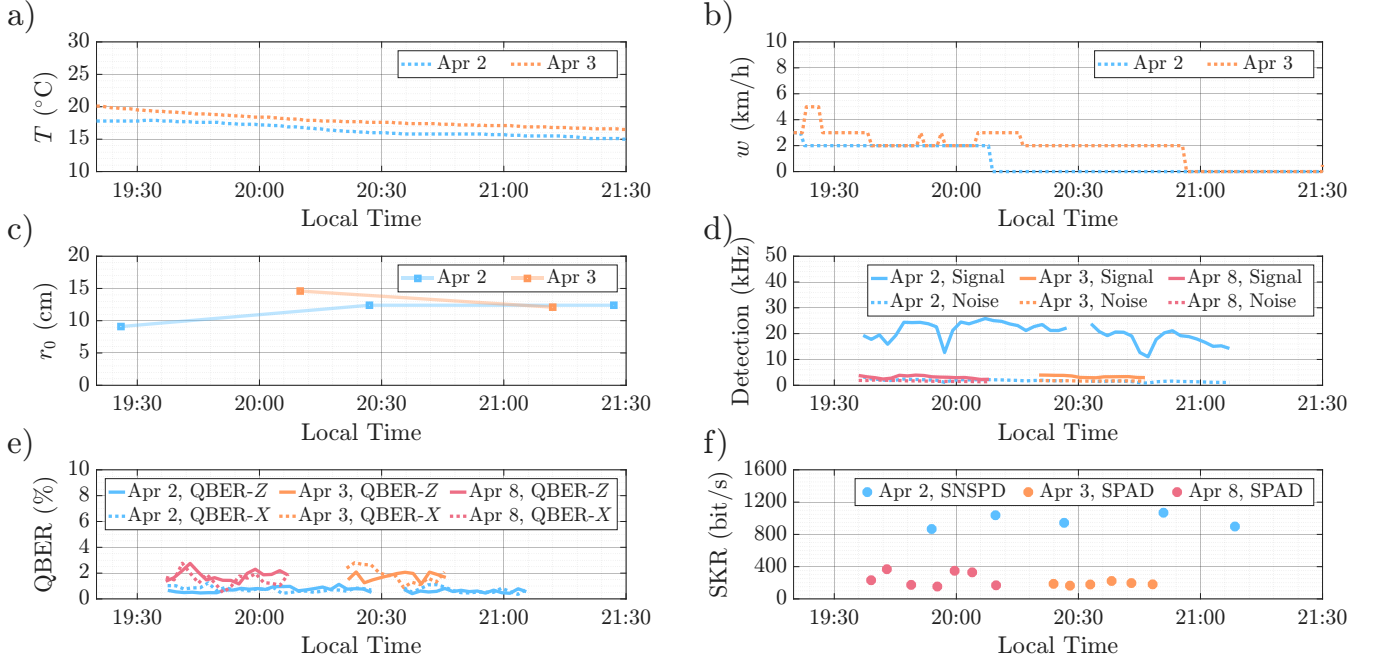 a)
30
25
20
15
10
T (°C)
Apr 2 Apr 3
19:30 20:00 20:30 21:00 21:30
Local Time
b)
10
8
6
4
2
0
w (km/h)
Apr 2 Apr 3
19:30 20:00 20:30 21:00 21:30
Local Time
c)
20
15
10
5
0
r0 (cm)
Apr 2 Apr 3
19:30 20:00 20:30 21:00 21:30
Local Time
d)
50
40
30
20
10
0
Detection (kHz)
Apr 2, Signal Apr 3, Signal Apr 8, Signal
Apr 2, Noise Apr 3, Noise Apr 8, Noise
19:30 20:00 20:30 21:00 21:30
Local Time
e)
10
8
6
4
2
0
QBER (%)
Apr 2, QBER-Z Apr 3, QBER-Z Apr 8, QBER-Z
Apr 2, QBER-X Apr 3, QBER-X Apr 8, QBER-X
19:30 20:00 20:30 21:00 21:30
Local Time
f)
1600
1200
800
400
0
SKR (bit/s)
Apr 2, SNSPD Apr 3, SPAD Apr 8, SPAD
19:30 20:00 20:30 21:00 21:30
Local Time